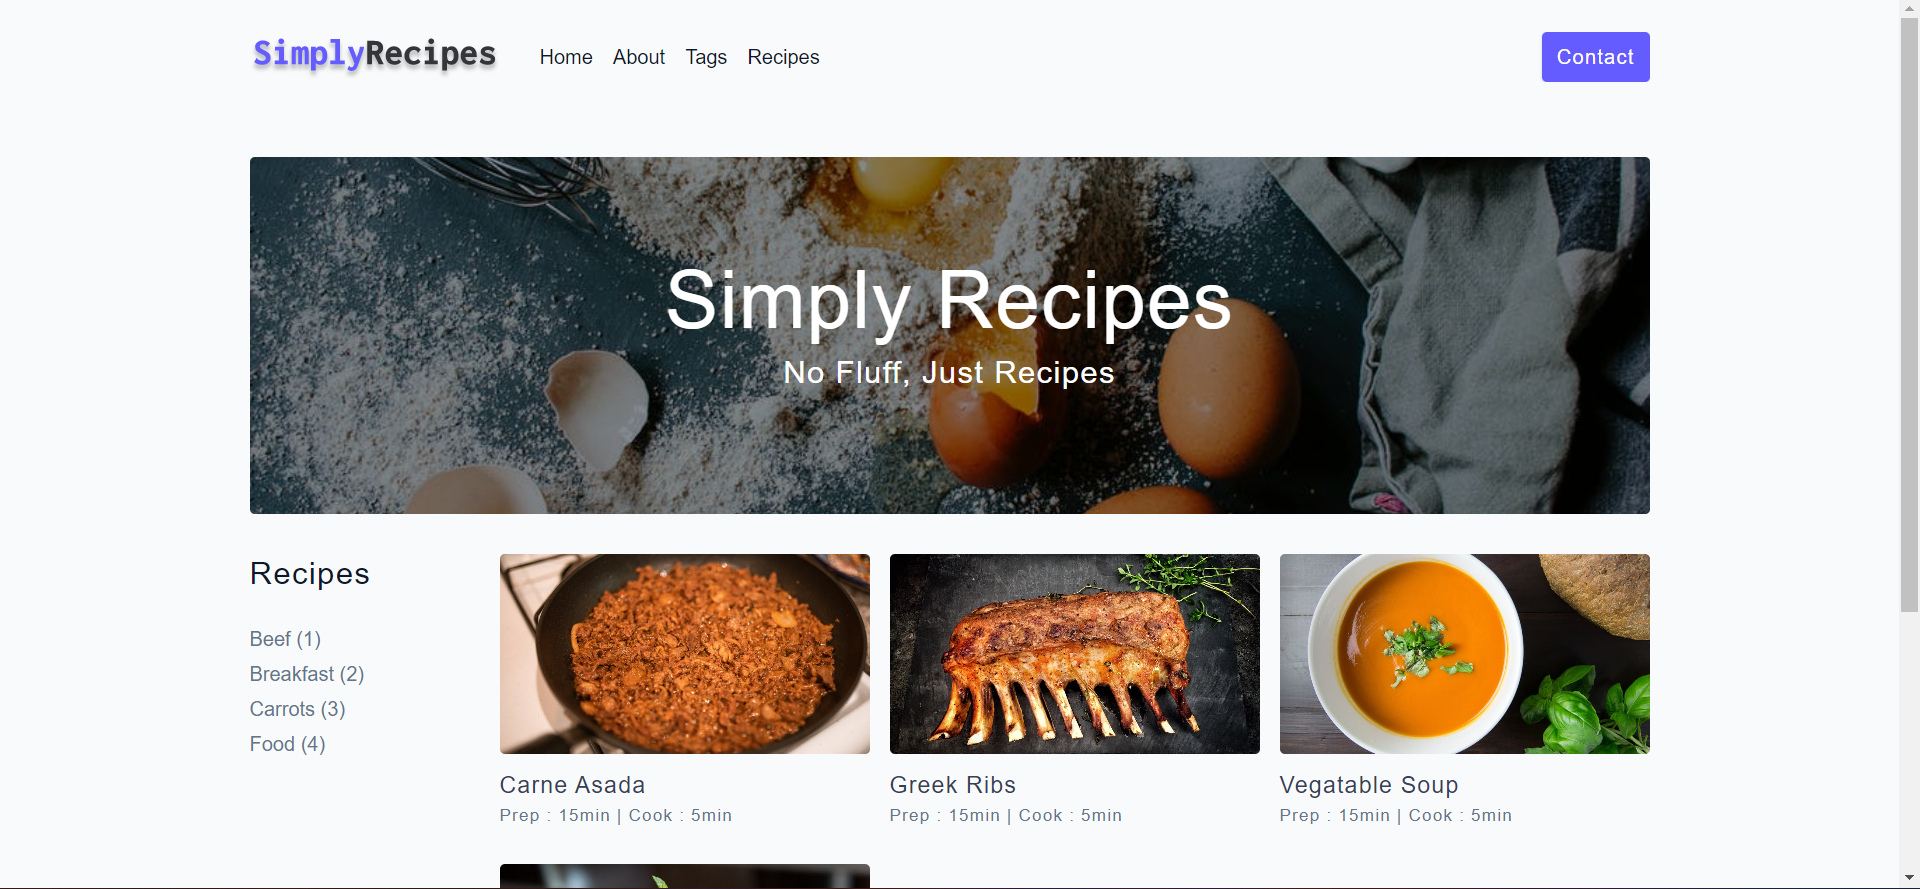 SimplyRecipes
Home About Tags Recipes
Contact
Simply Recipes
No Fluff, Just Recipes
Recipes
Beef (1)
Breakfast (2)
Carrots (3)
Food (4)
Carne Asada
Prep : 15min | Cook : 5min
Greek Ribs
Prep : 15min | Cook : 5min
Vegatable Soup
Prep : 15min | Cook : 5min